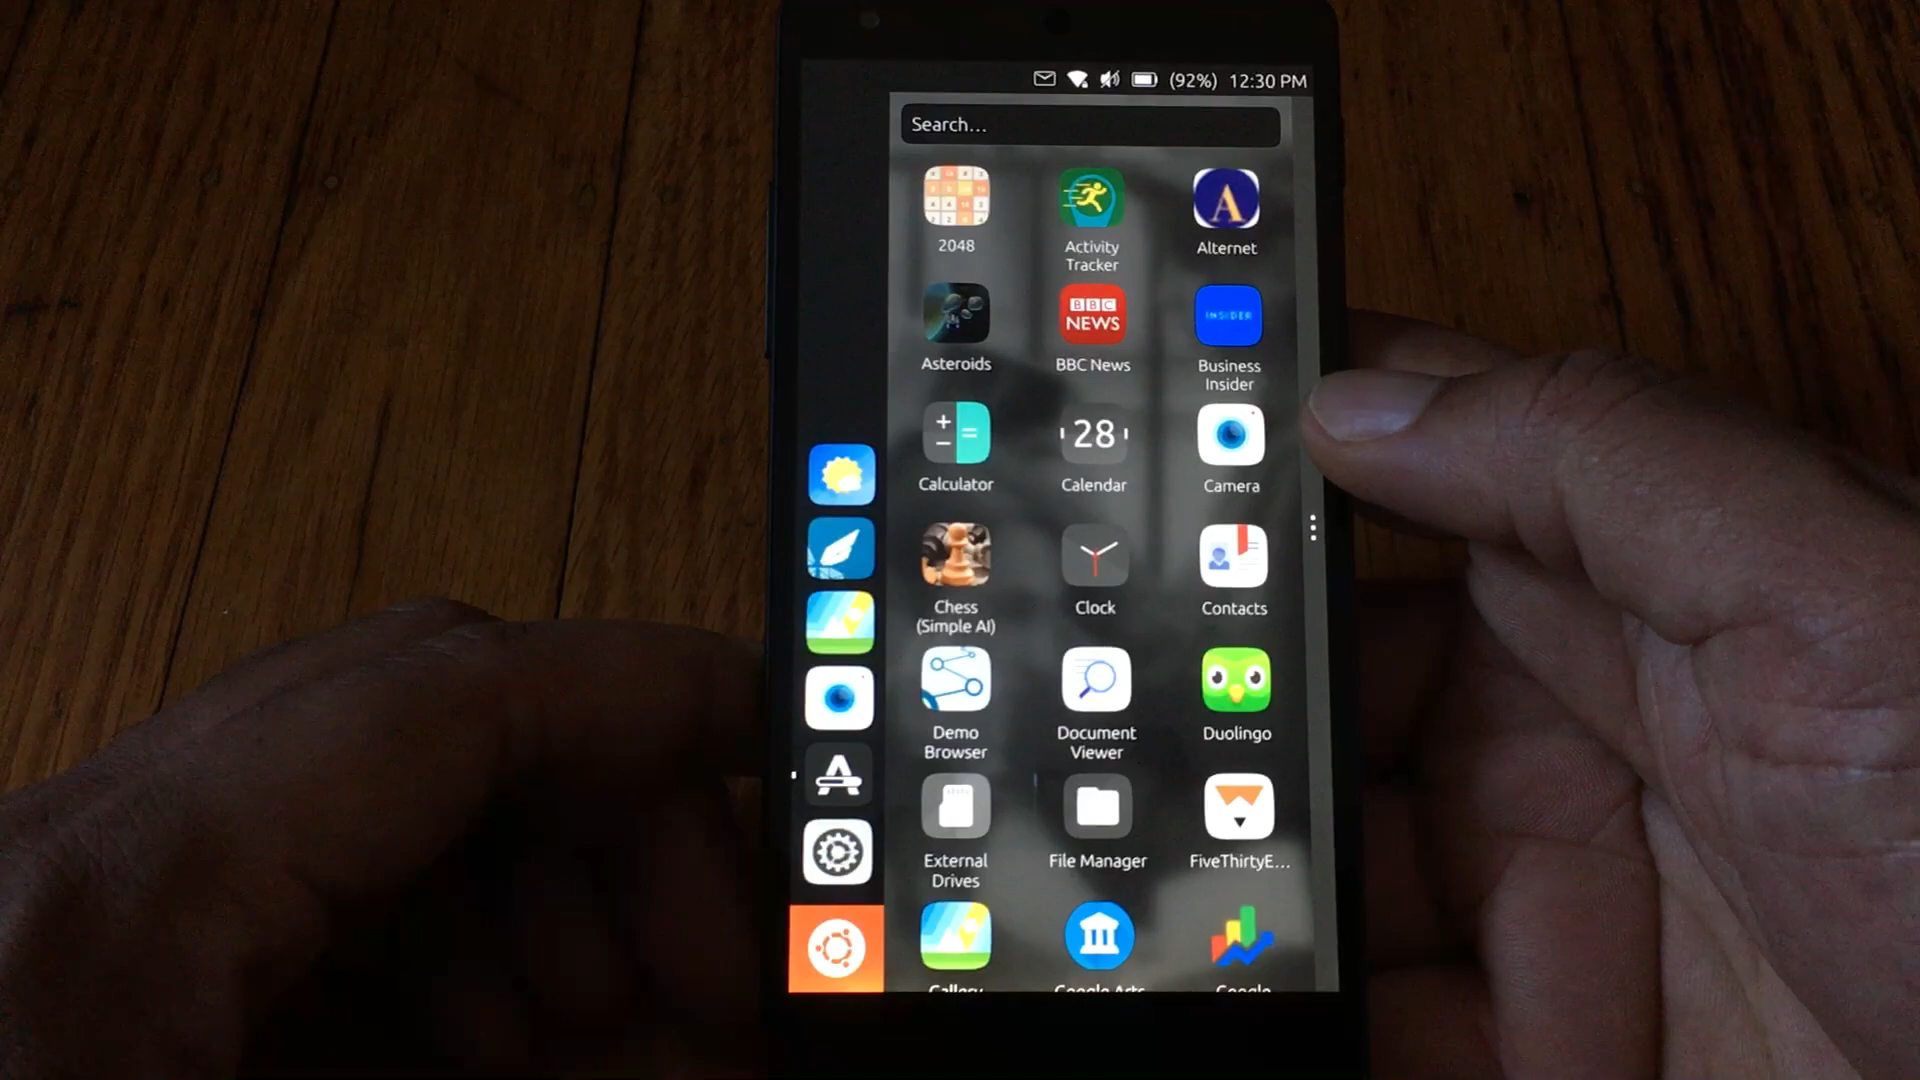 (92%) 12:30 PM
Search...
2048
Activity
Tracker
A
Alternet
Asteroids
BBC
NEWS
BBC News
INSIDER
Business
Insider
+ − =
Calculator
28
Calendar
Camera
Chess
(Simple AI)
Clock
Contacts
Demo
Browser
Document
Viewer
Duolingo
External
Drives
File Manager
FiveThirtyE...
Gallery
Google Arts
Google